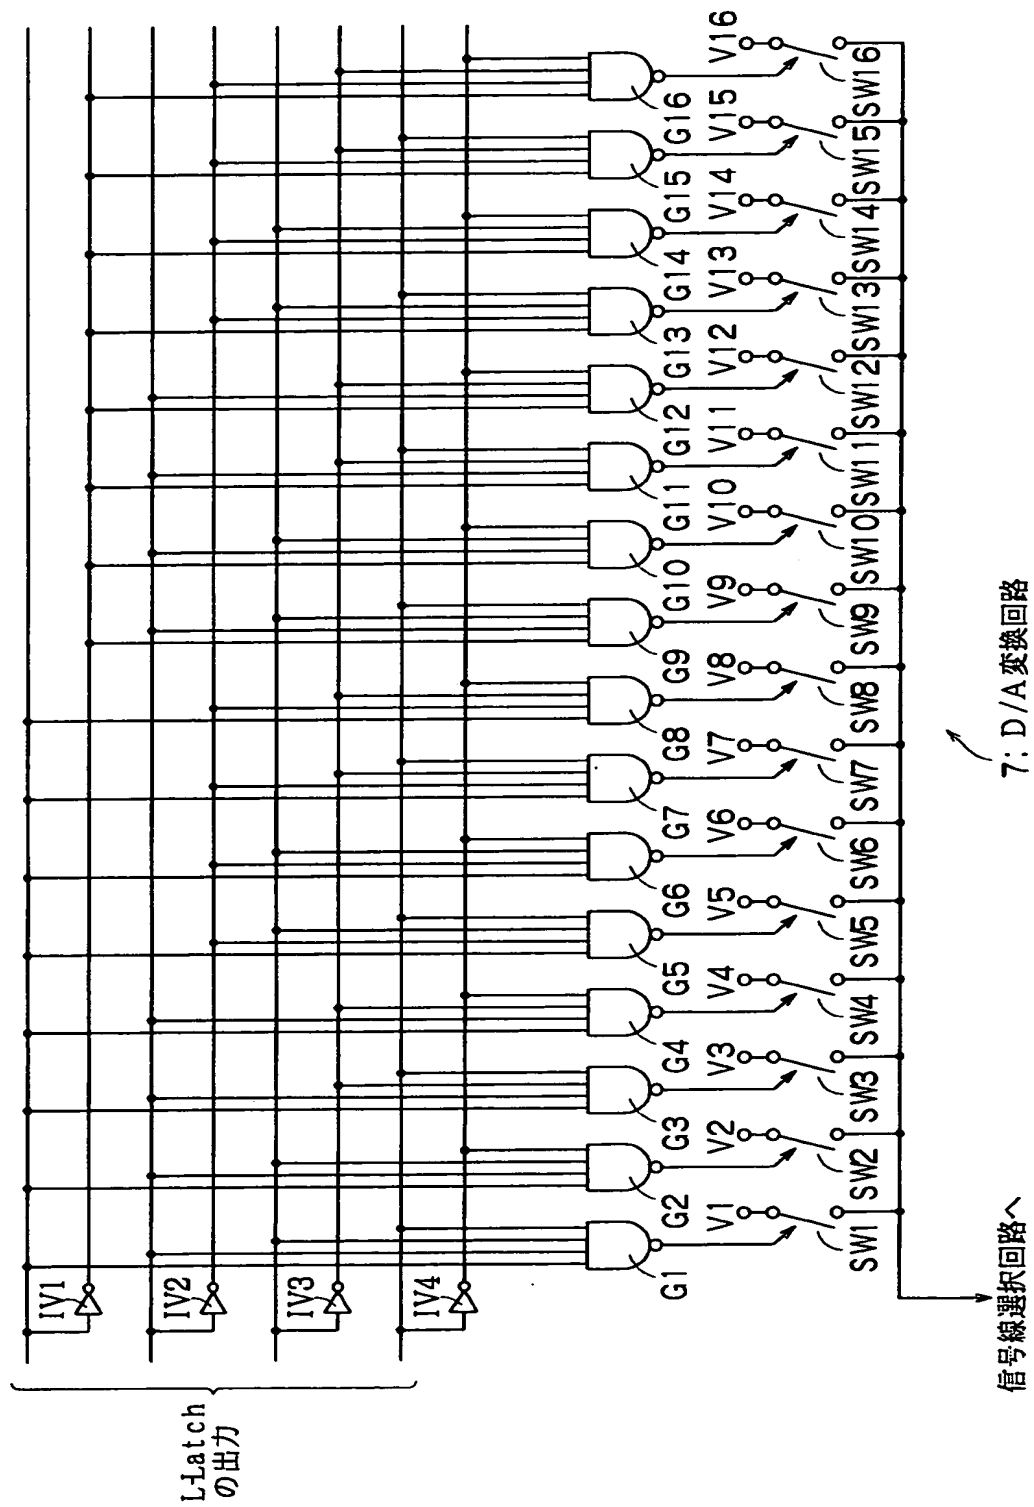 L-Latch
の出力
IV1
IV2
IV3
IV4
G1
G2
G3
G4
G5
G6
G7
G8
G9
G10
G11
G12
G13
G14
G15
G16
V1
V2
V3
V4
V5
V6
V7
V8
V9
V10
V11
V12
V13
V14
V15
V16
SW1
SW2
SW3
SW4
SW5
SW6
SW7
SW8
SW9
SW10
SW11
SW12
SW13
SW14
SW15
SW16
信号線選択回路へ
7:D/A変換回路